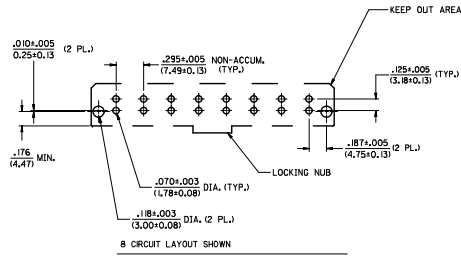 KEEP OUT AREA
.010±.005
0.25±0.13
(2 PL.)
.295±.005
(7.49±0.13)
NON-ACCUM.
(TYP.)
.125±.005
(3.18±0.13)
(TYP.)
.176
(4.47)
MIN.
.187±.005
(4.75±0.13)
(2 PL.)
LOCKING NUB
.070±.003
(1.78±0.08)
DIA. (TYP.)
.118±.003
(3.00±0.08)
DIA. (2 PL.)
8 CIRCUIT LAYOUT SHOWN